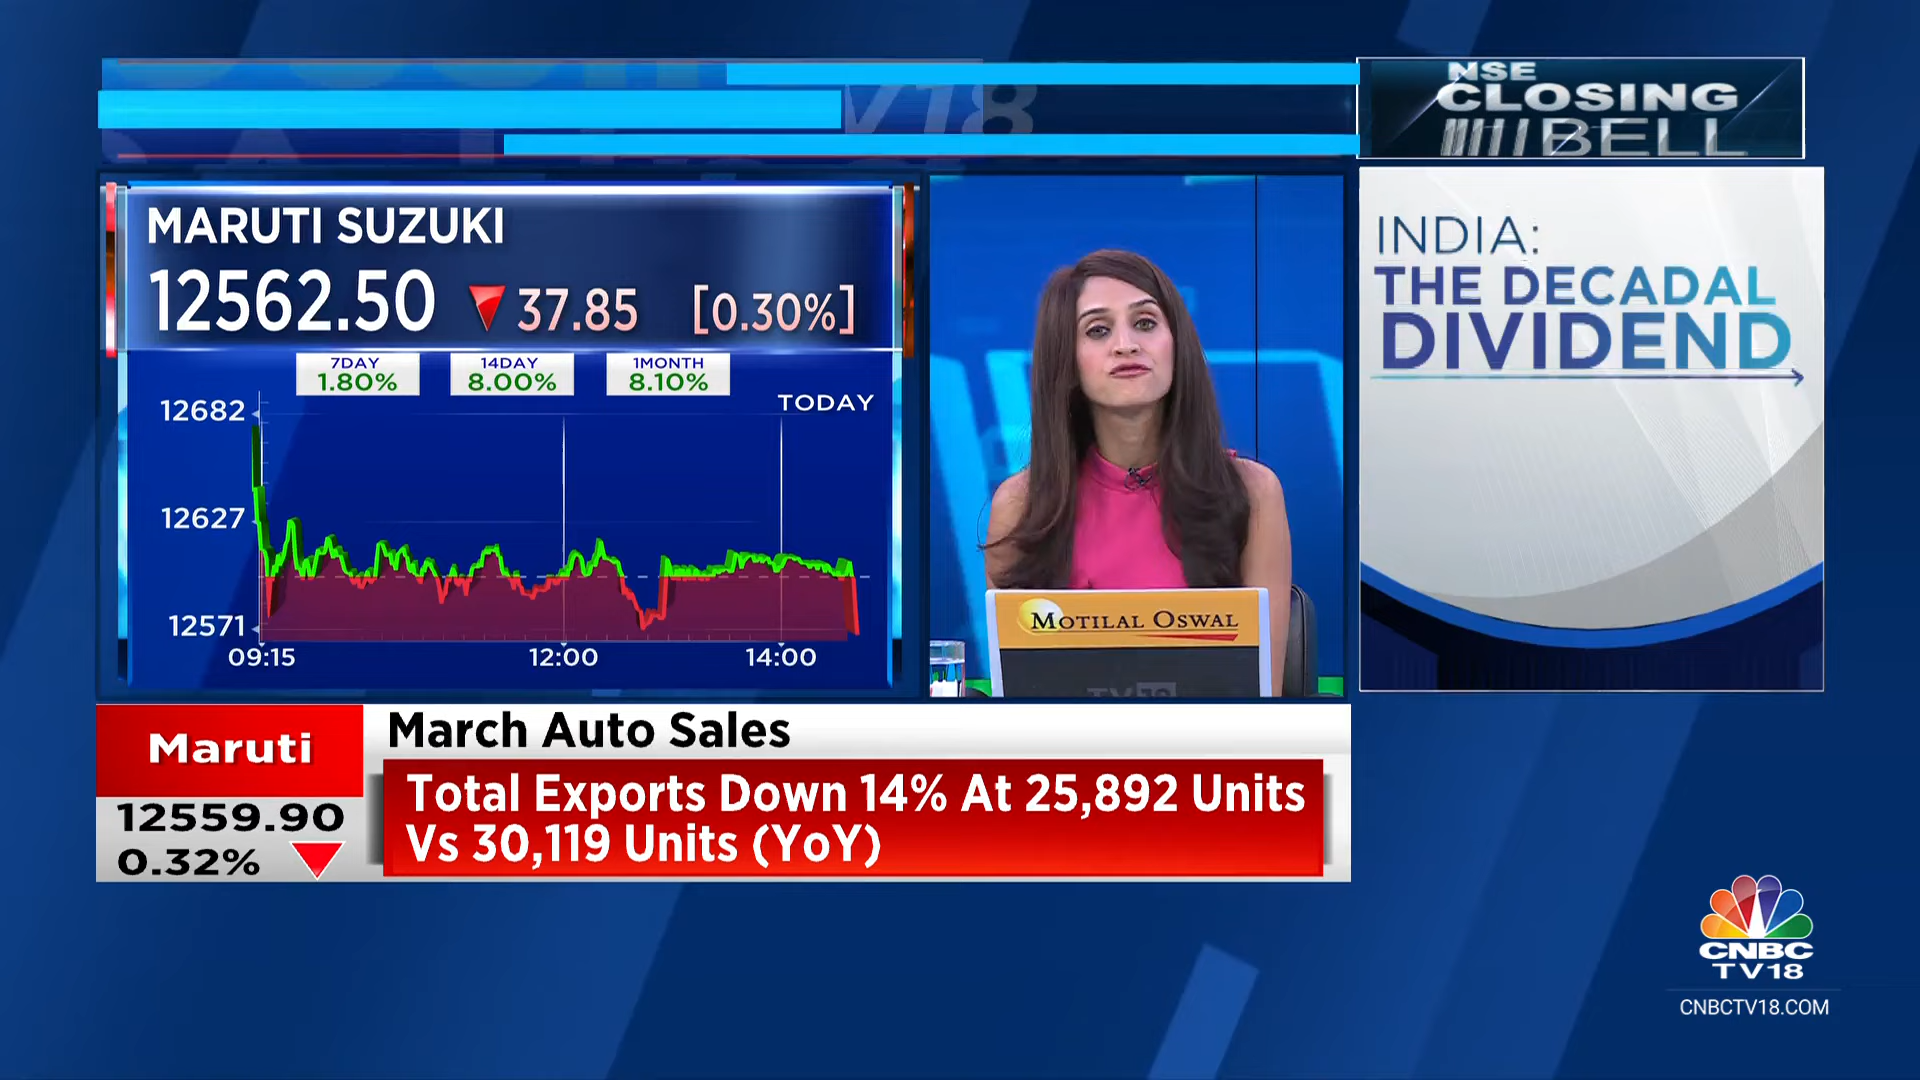 V18
NSE
CLOSING
BELL
MARUTI SUZUKI
12562.50 ▼ 37.85 [0.30%]
7DAY
1.80%
14DAY
8.00%
1MONTH
8.10%
TODAY
12682
12627
12571
09:15 12:00 14:00
MOTILAL OSWAL
TV18
INDIA:
THE DECADAL
DIVIDEND
Maruti
12559.90
0.32% ▼
March Auto Sales
Total Exports Down 14% At 25,892 Units
Vs 30,119 Units (YoY)
CNBC
TV18
CNBCTV18.COM